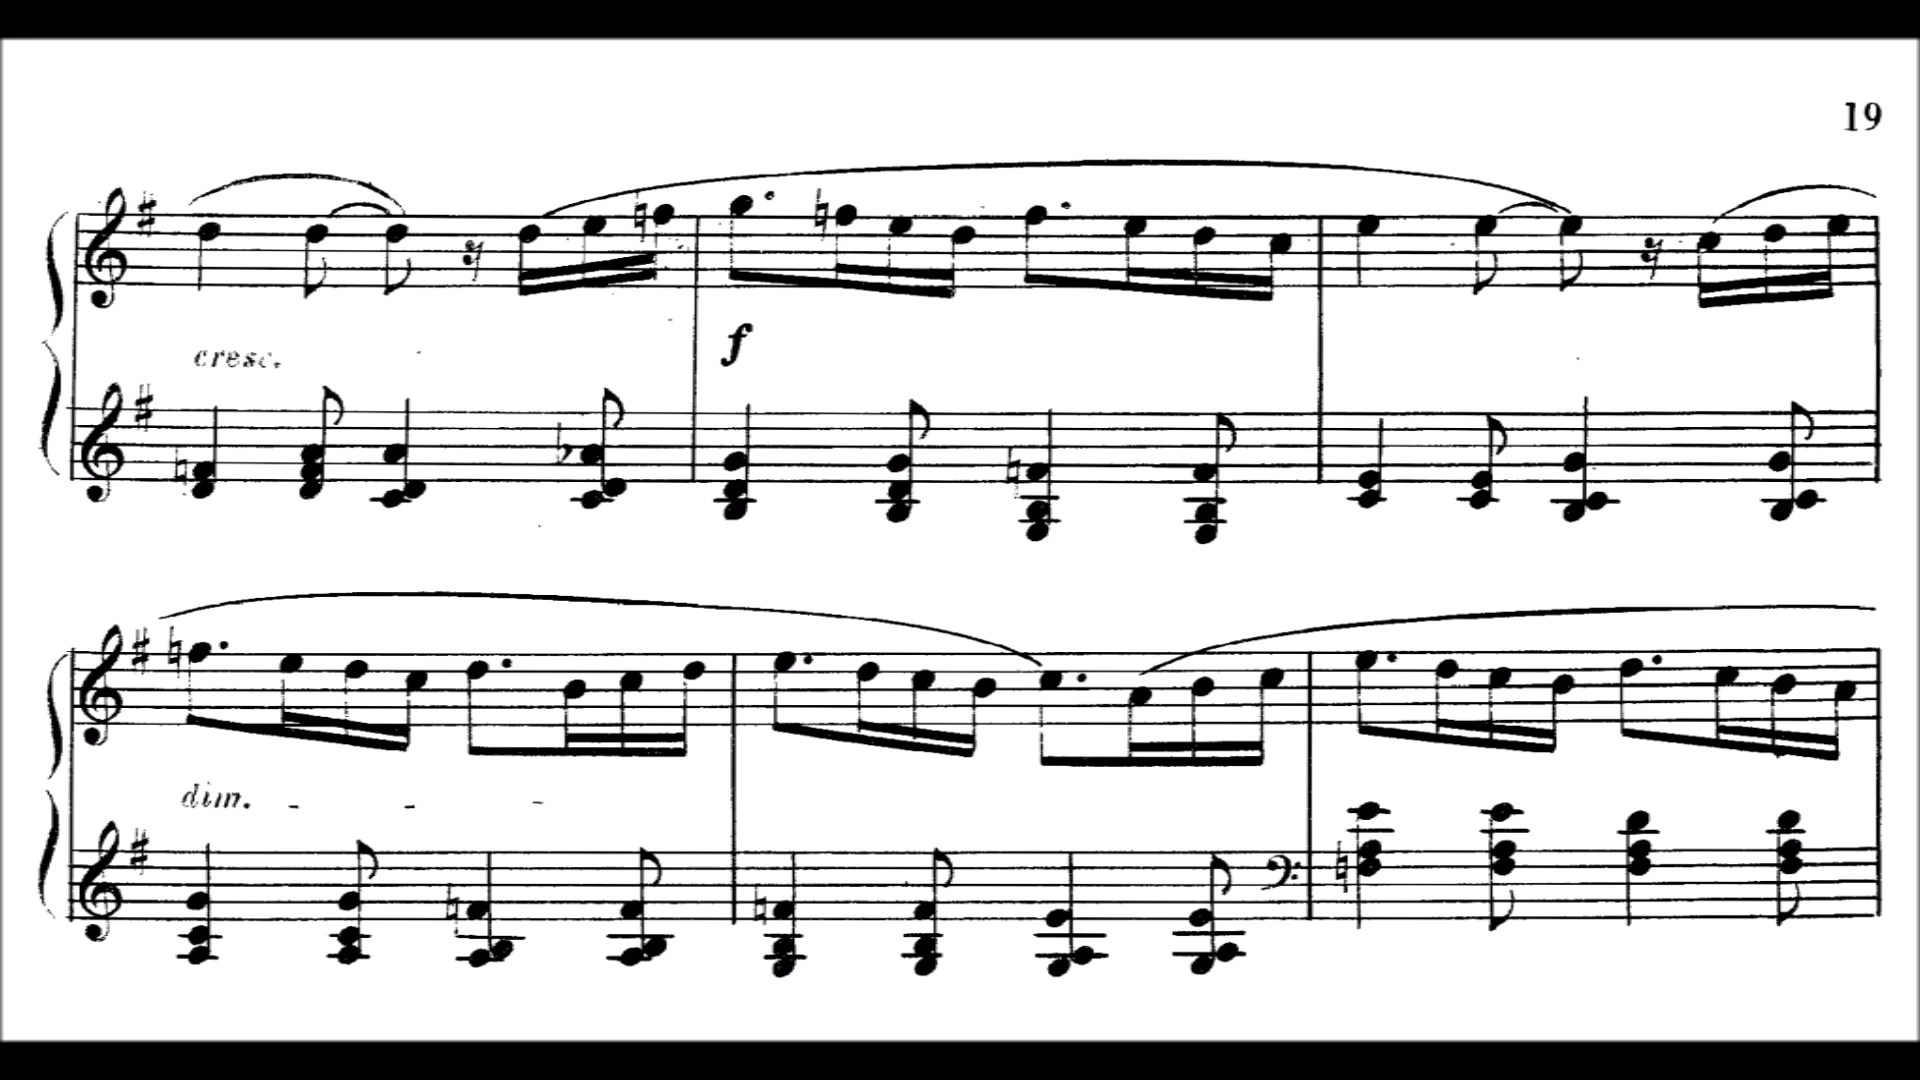 19
cresc.
f
dim. - - -